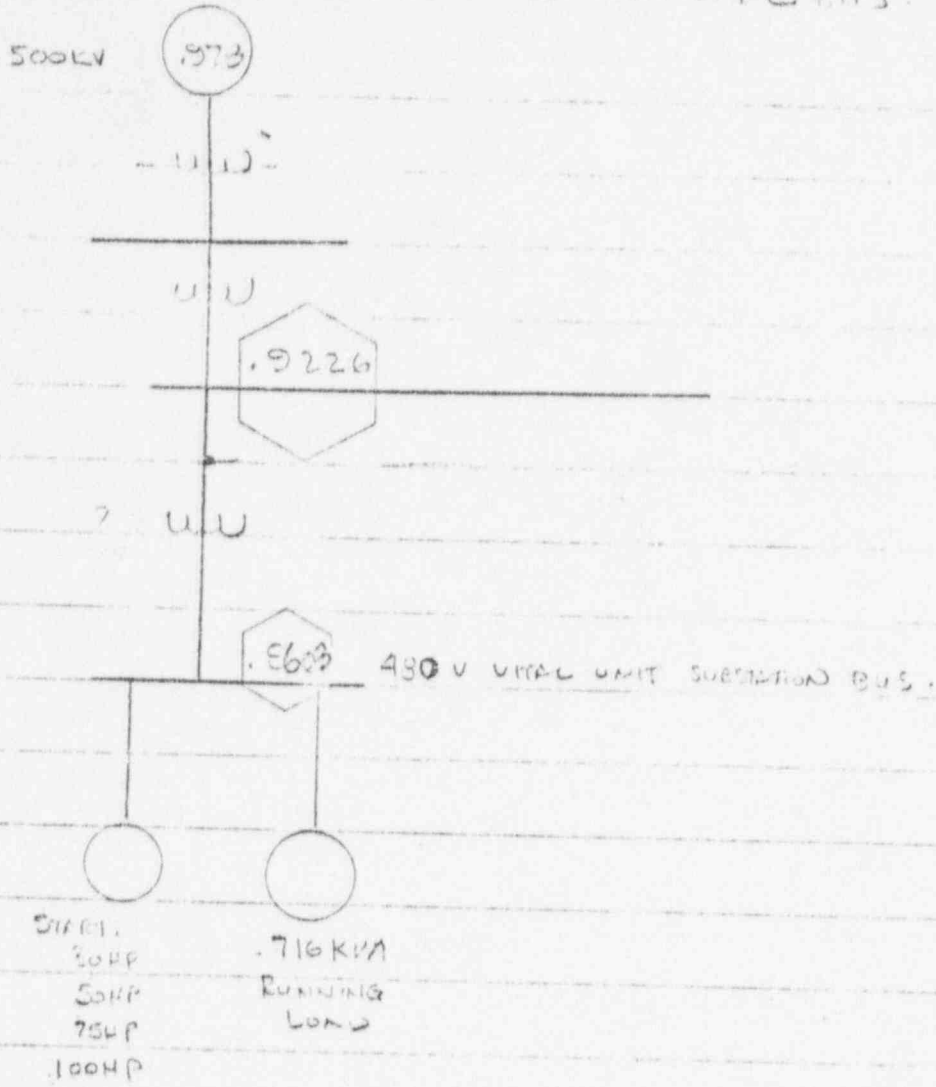 500KV
.973
.9226
.8603
480 V VITAL UNIT SUBSTATION BUS.
START.
50HP
75HP
100HP
.716 KVA
RUNNING
LOAD